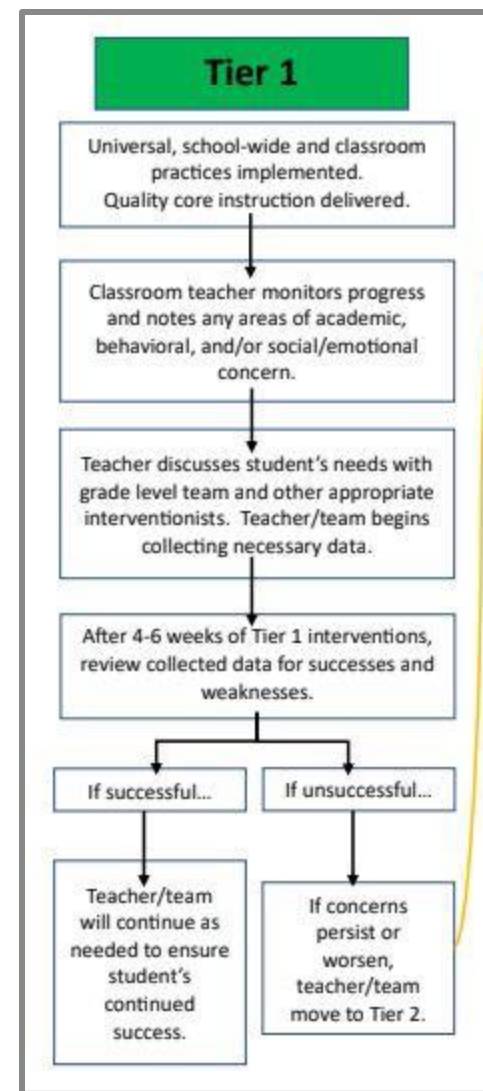 Tier 1
Universal, school-wide and classroom
practices implemented.
Quality core instruction delivered.
Classroom teacher monitors progress
and notes any areas of academic,
behavioral, and/or social/emotional
concern.
Teacher discusses student's needs with
grade level team and other appropriate
interventionists.  Teacher/team begins
collecting necessary data.
After 4-6 weeks of Tier 1 interventions,
review collected data for successes and
weaknesses.
If successful...
If unsuccessful...
Teacher/team
will continue as
needed to ensure
student's
continued
success.
If concerns
persist or
worsen,
teacher/team
move to Tier 2.